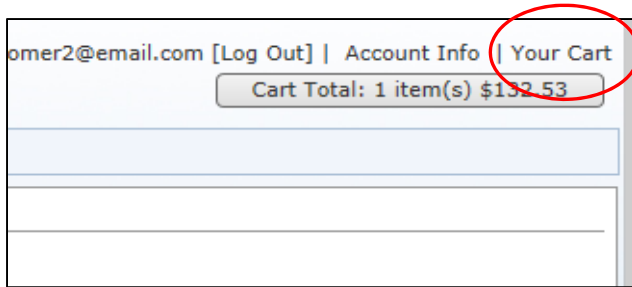 omer2@email.com [Log Out] | Account Info | Your Cart
Cart Total: 1 item(s) $132.53